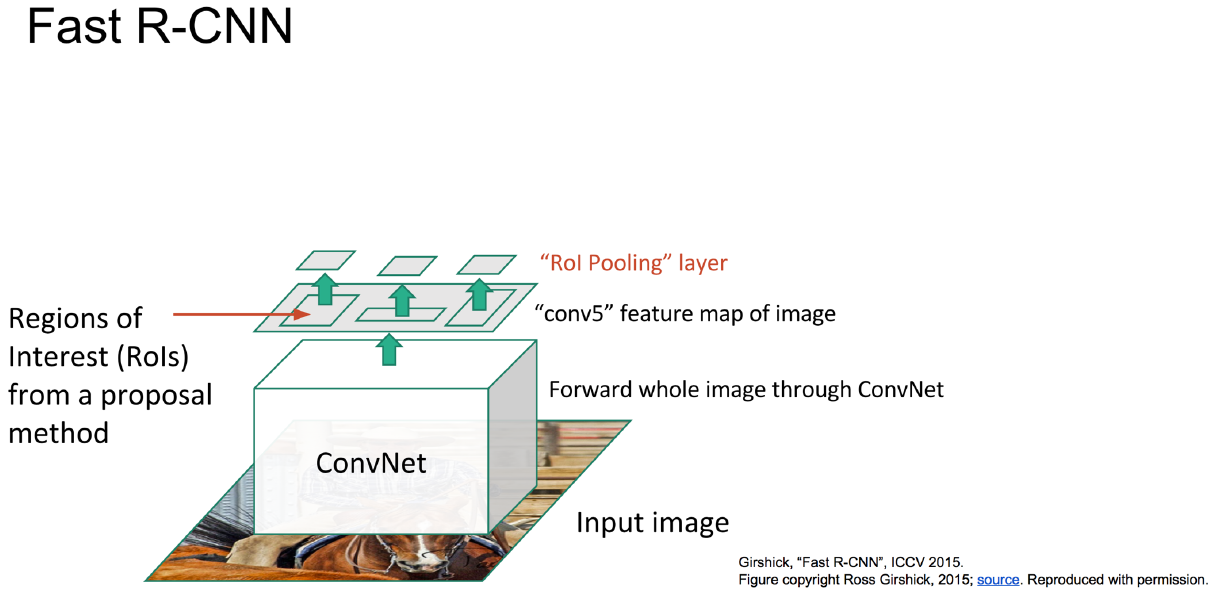 Fast R-CNN
“RoI Pooling” layer
“conv5” feature map of image
Regions of
Interest (RoIs)
from a proposal
method
Forward whole image through ConvNet
ConvNet
Input image
Girshick, “Fast R-CNN”, ICCV 2015.
Figure copyright Ross Girshick, 2015; source. Reproduced with permission.